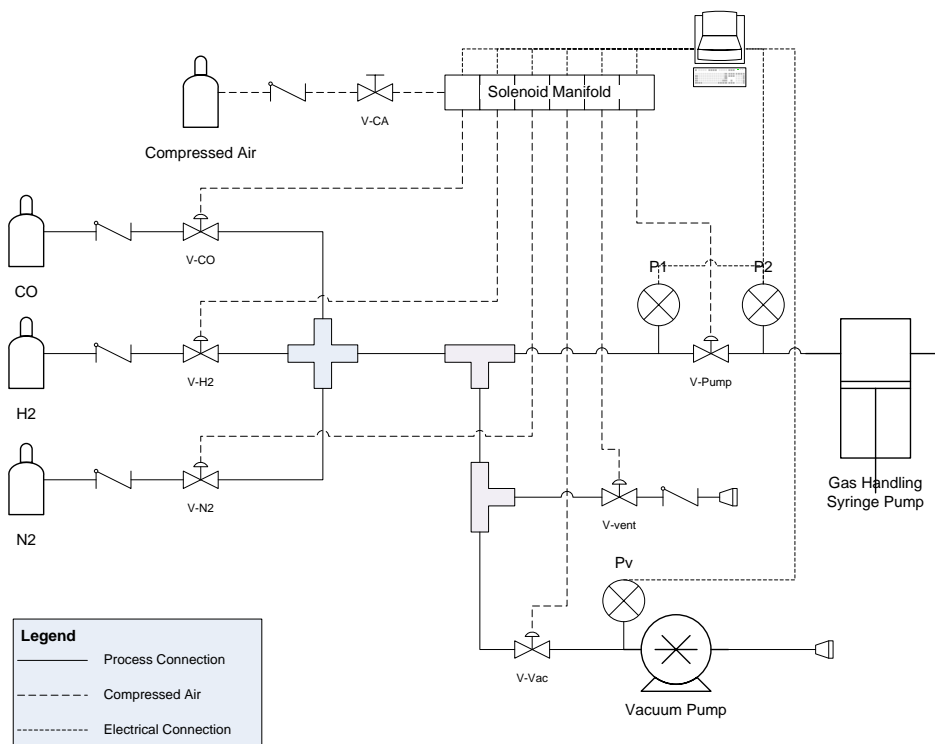 Solenoid Manifold
V-CA
Compressed Air
V-CO
CO
P1
P2
V-H2
H2
V-Pump
V-N2
N2
V-vent
Gas Handling
Syringe Pump
Pv
V-Vac
Vacuum Pump
Legend
Process Connection
Compressed Air
Electrical Connection